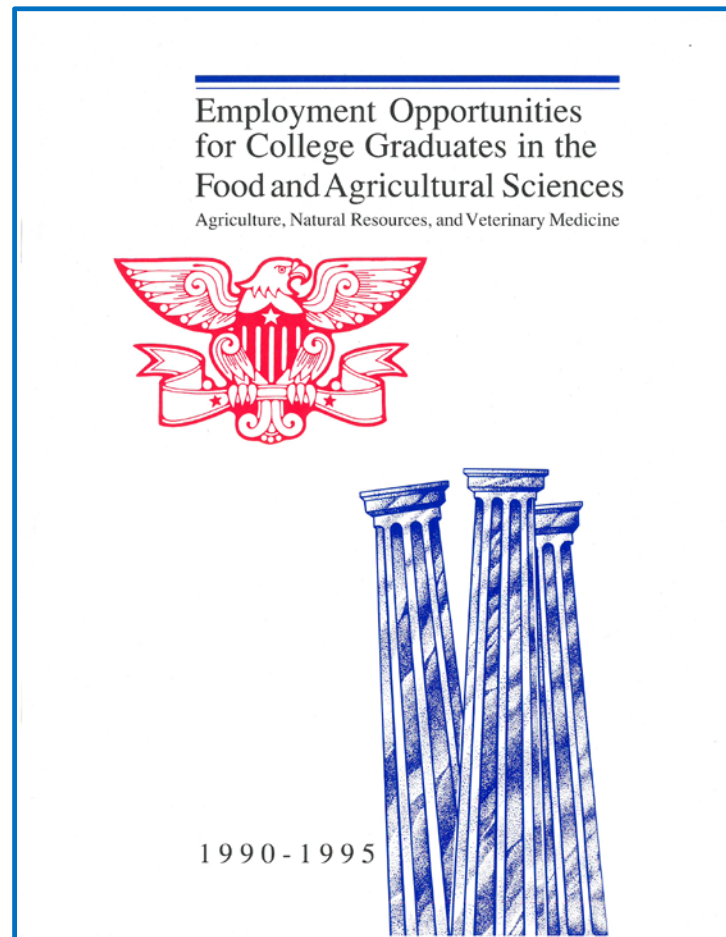 Employment Opportunities
for College Graduates in the
Food and Agricultural Sciences
Agriculture, Natural Resources, and Veterinary Medicine
1990-1995